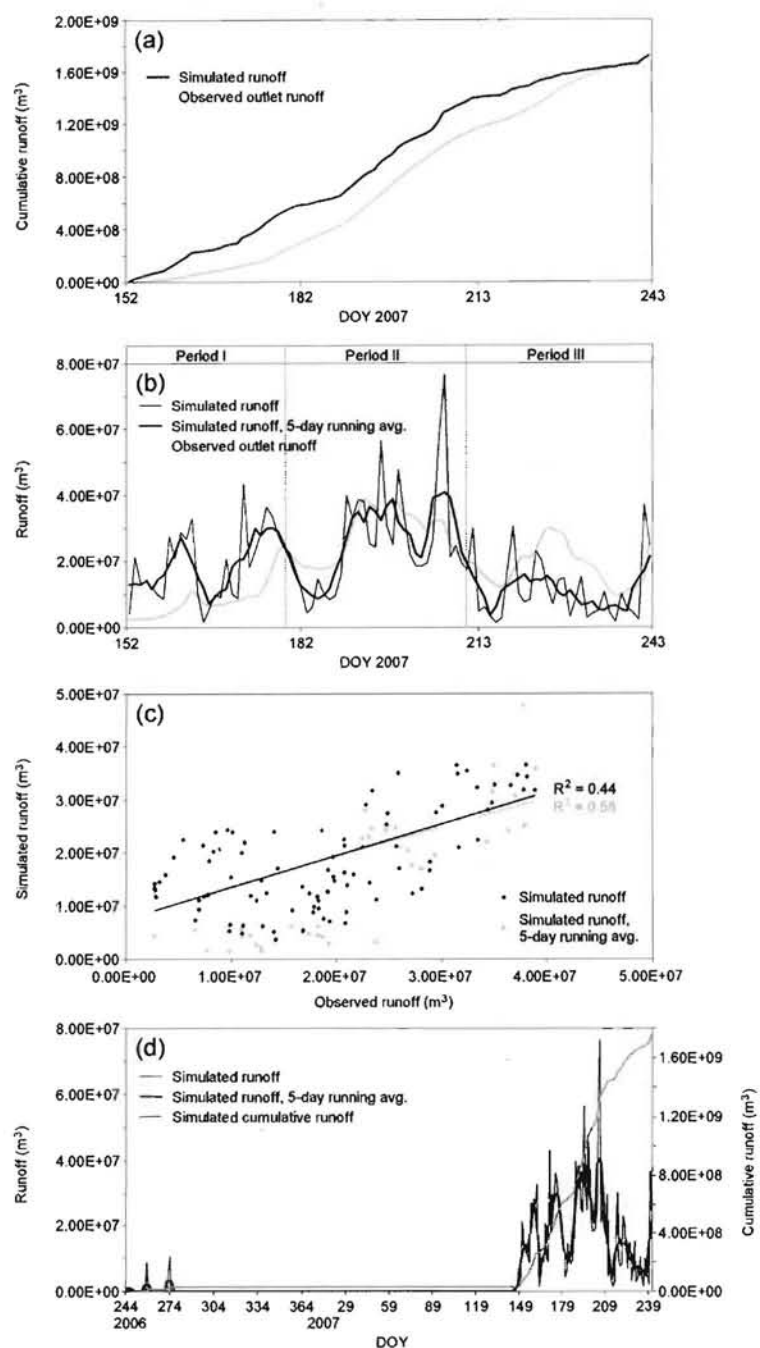 (a)
2.00E+09
1.60E+09
1.20E+09
8.00E+08
4.00E+08
0.00E+00
Cumulative runoff (m³)
Simulated runoff
Observed outlet runoff
152
182
213
243
DOY 2007
(b)
Period I
Period II
Period III
8.00E+07
6.00E+07
4.00E+07
2.00E+07
0.00E+00
Runoff (m³)
Simulated runoff
Simulated runoff, 5-day running avg.
Observed outlet runoff
152
182
213
243
DOY 2007
(c)
5.00E+07
4.00E+07
3.00E+07
2.00E+07
1.00E+07
0.00E+00
Simulated runoff (m³)
R² = 0.44
R² = 0.58
Simulated runoff
Simulated runoff,
5-day running avg.
0.00E+00
1.00E+07
2.00E+07
3.00E+07
4.00E+07
5.00E+07
Observed runoff (m³)
(d)
8.00E+07
6.00E+07
4.00E+07
2.00E+07
0.00E+00
Runoff (m³)
Simulated runoff
Simulated runoff, 5-day running avg.
Simulated cumulative runoff
1.60E+09
1.20E+09
8.00E+08
4.00E+08
0.00E+00
Cumulative runoff (m³)
244 274 304 334 364 29 59 89 119 149 179 209 239
2006 2007
DOY